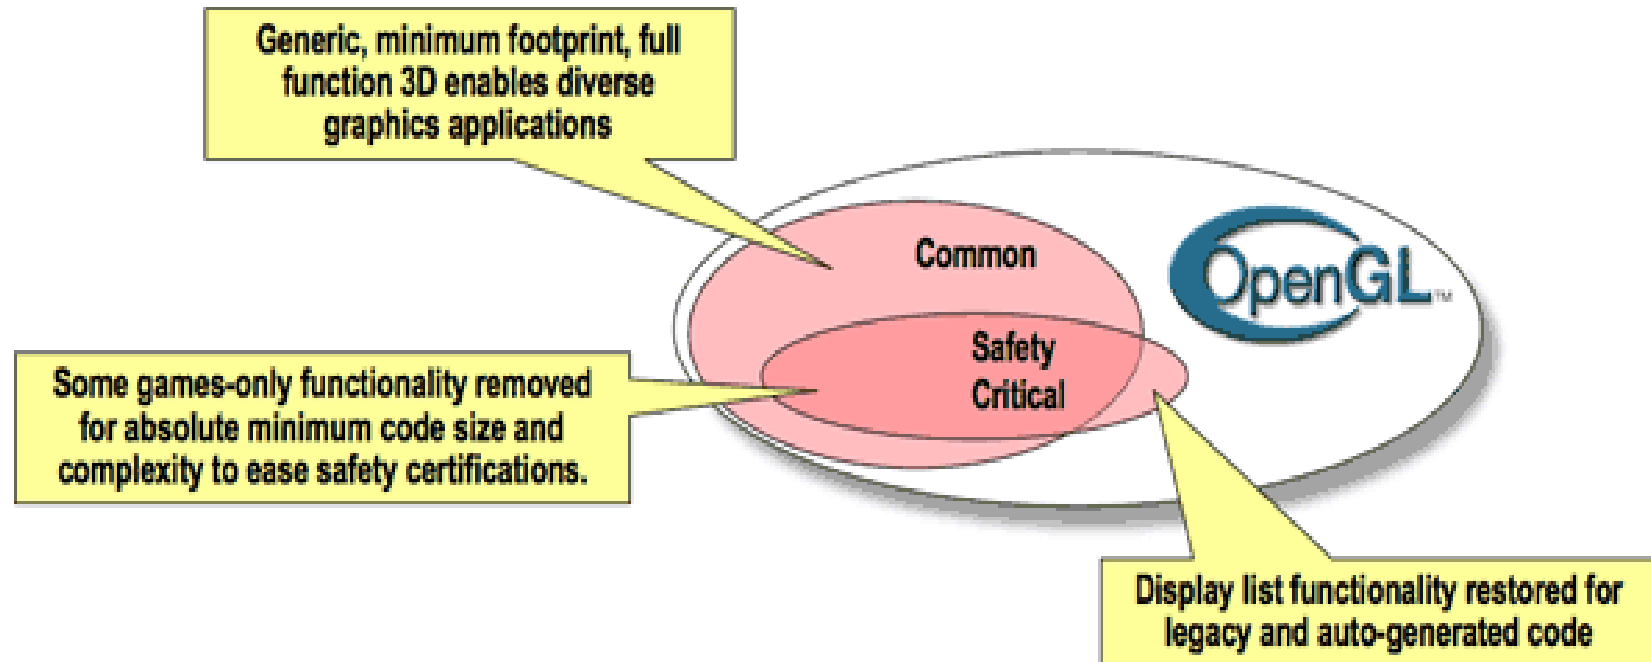 Generic, minimum footprint, full
function 3D enables diverse
graphics applications
Common
OpenGL™
Safety
Critical
Some games-only functionality removed
for absolute minimum code size and
complexity to ease safety certifications.
Display list functionality restored for
legacy and auto-generated code